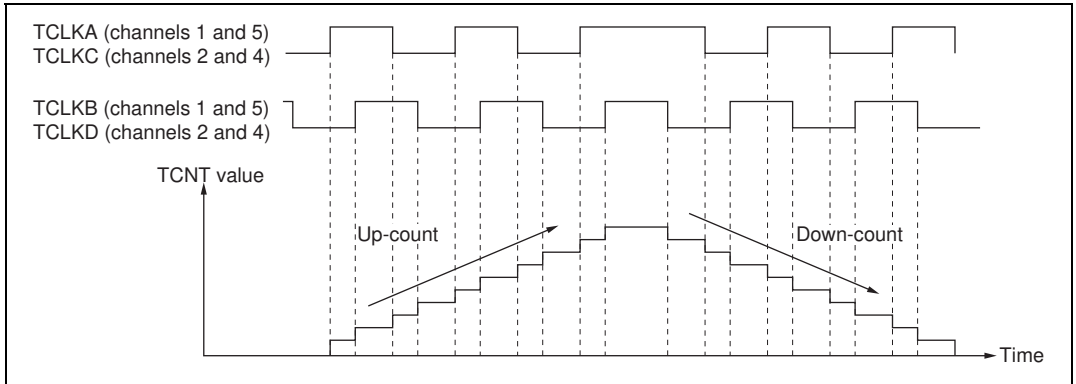 TCLKA (channels 1 and 5)
TCLKC (channels 2 and 4)
TCLKB (channels 1 and 5)
TCLKD (channels 2 and 4)
TCNT value
Up-count
Down-count
Time